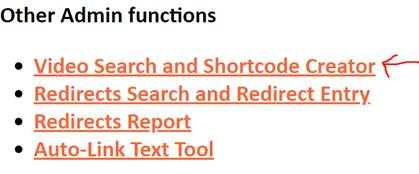 Other Admin functions
Video Search and Shortcode Creator
Redirects Search and Redirect Entry
Redirects Report
Auto-Link Text Tool